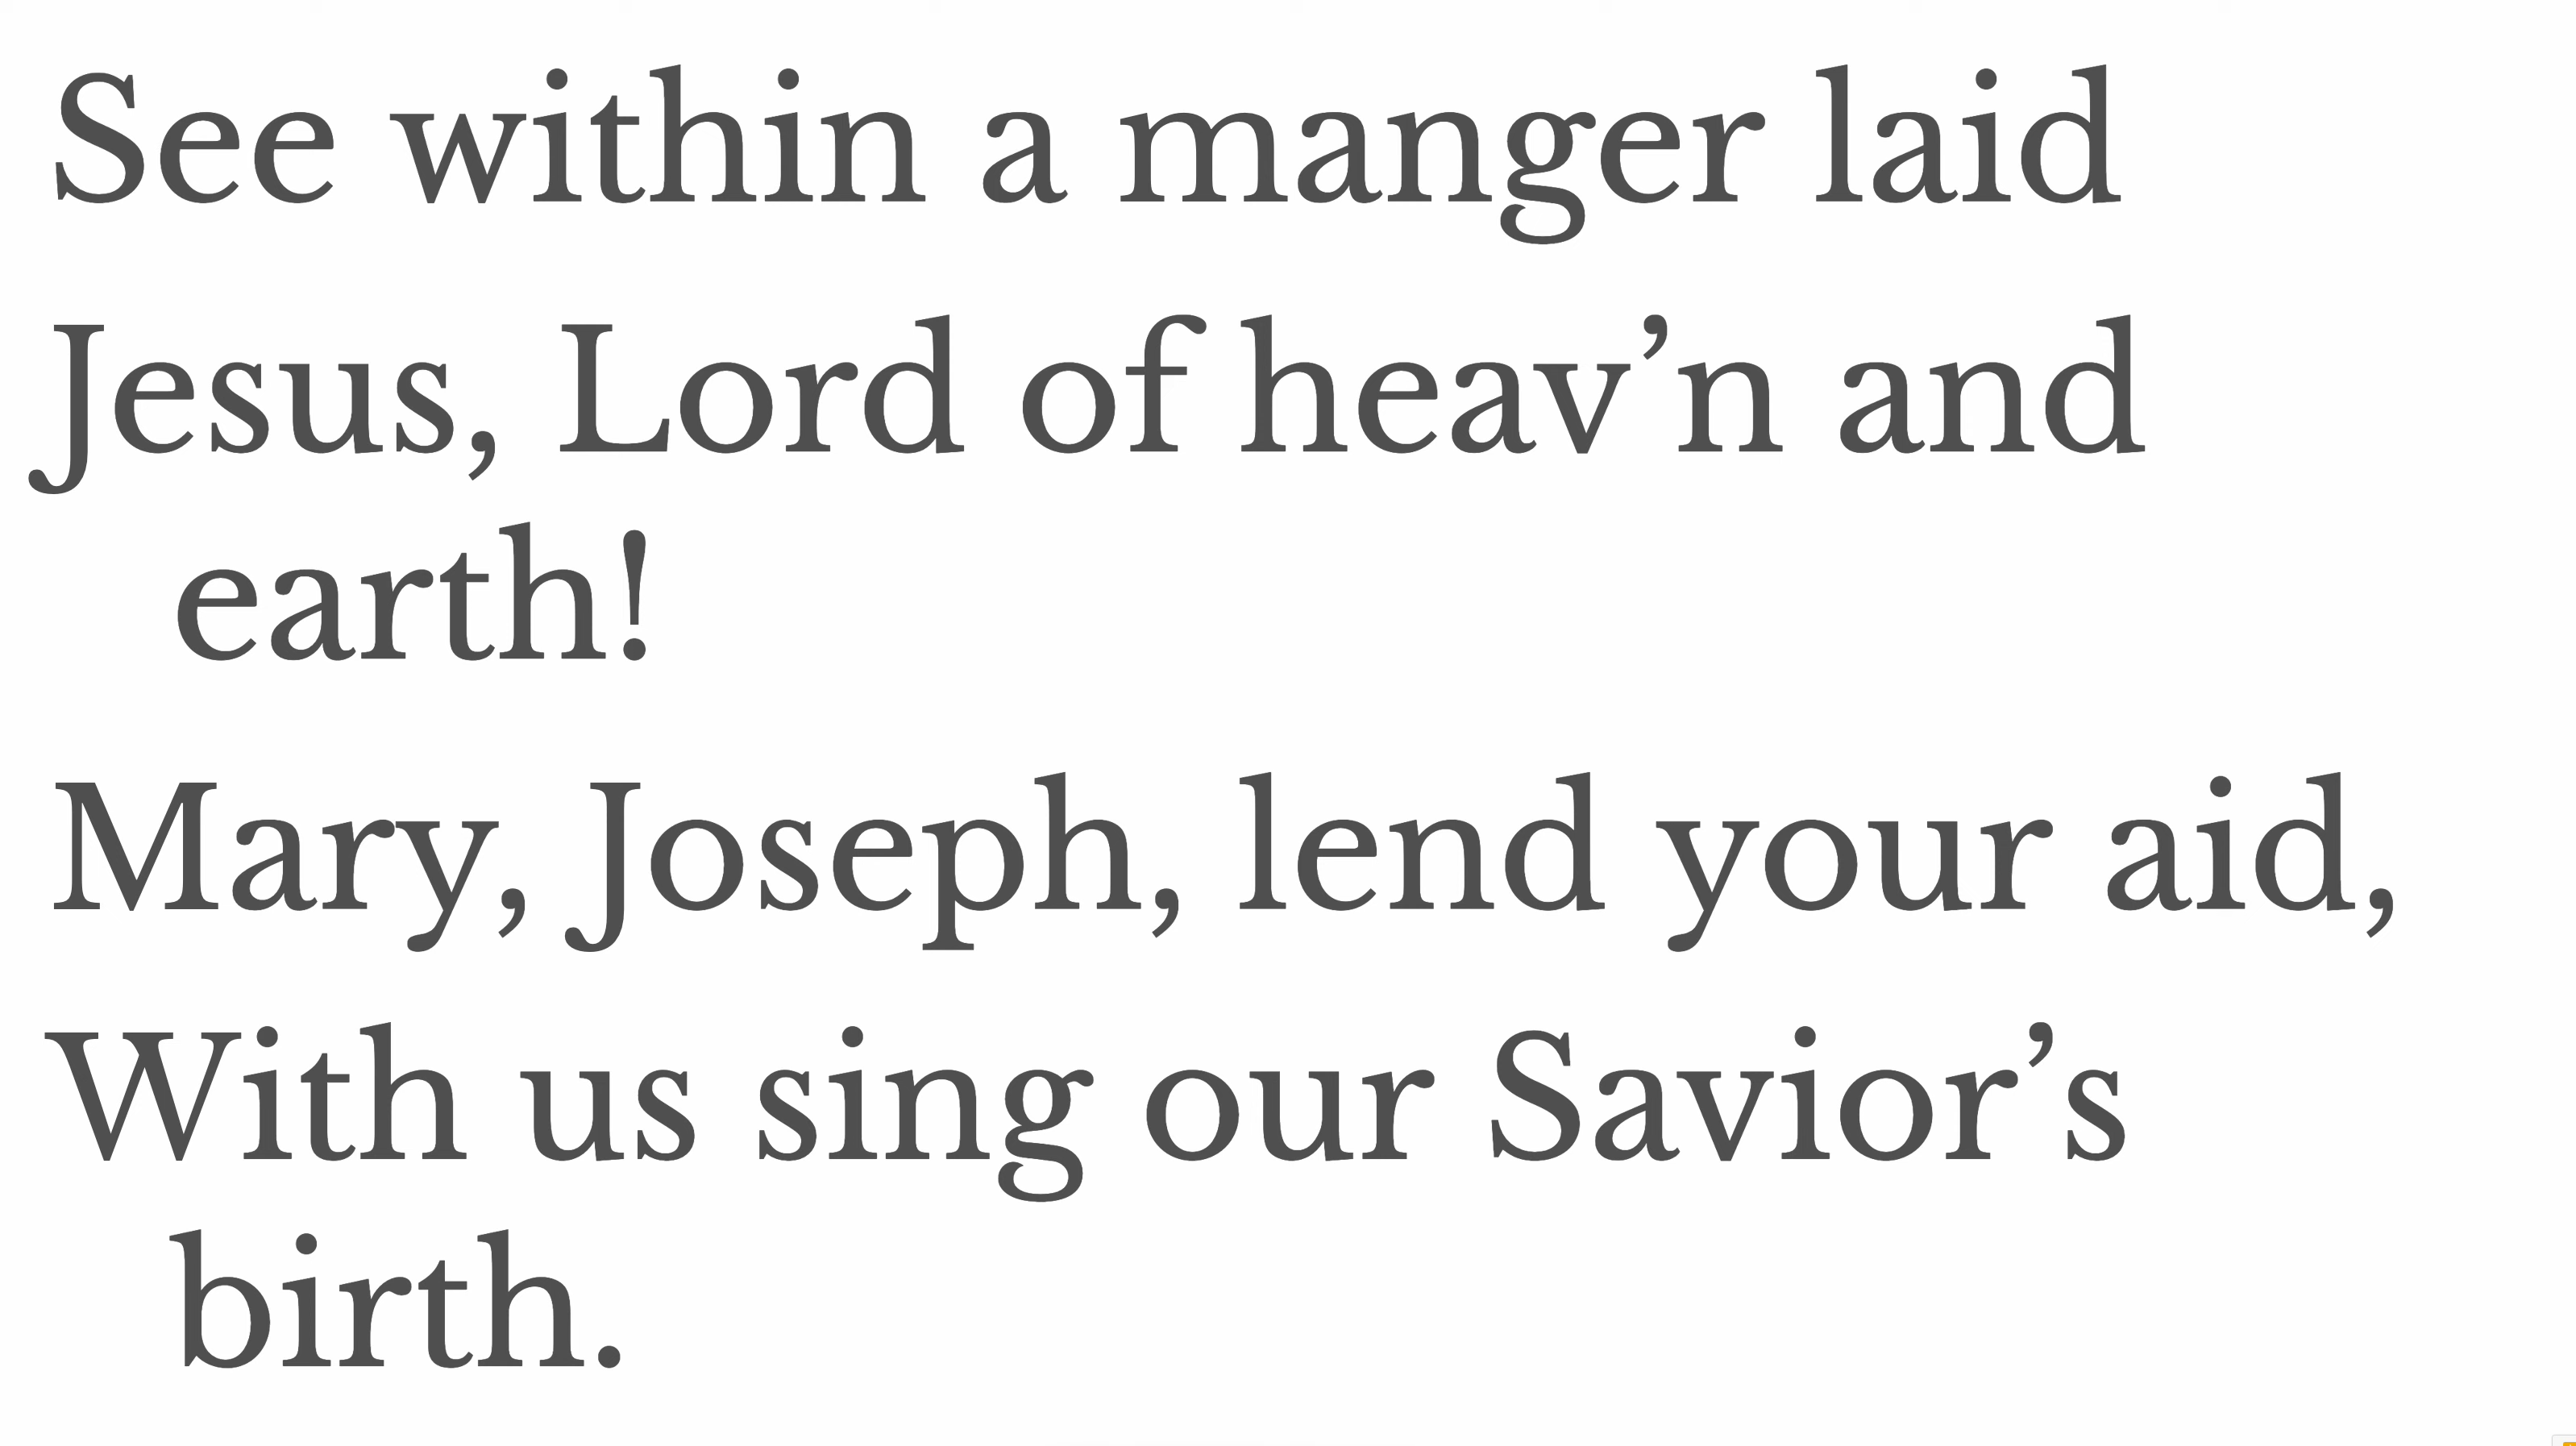 See within a manger laid
Jesus, Lord of heav’n and
earth!
Mary, Joseph, lend your aid,
With us sing our Savior’s
birth.